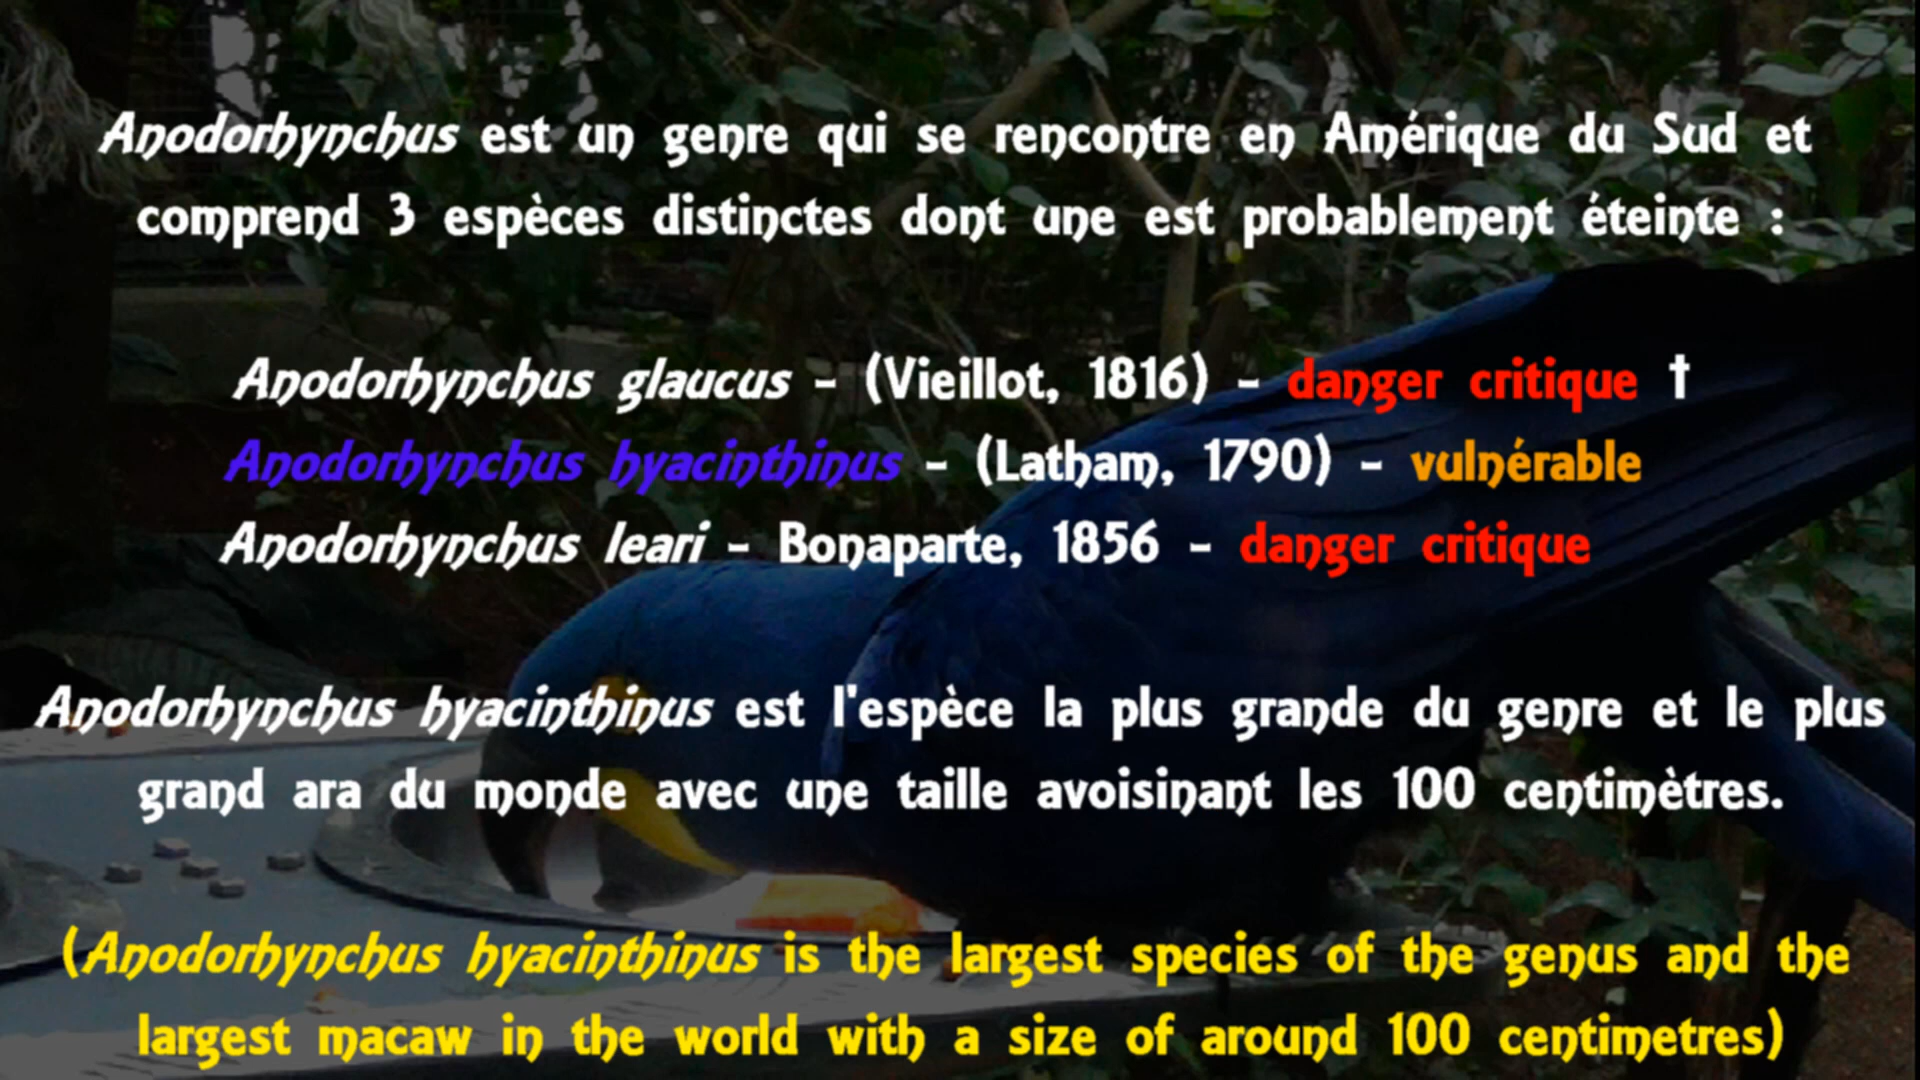 Anodorhynchus est un genre qui se rencontre en Amérique du Sud et
comprend 3 espèces distinctes dont une est probablement éteinte :
Anodorhynchus glaucus - (Vieillot, 1816) - danger critique †
Anodorhynchus hyacinthinus - (Latham, 1790) - vulnérable
Anodorhynchus leari - Bonaparte, 1856 - danger critique
Anodorhynchus hyacinthinus est l'espèce la plus grande du genre et le plus
grand ara du monde avec une taille avoisinant les 100 centimètres.
(Anodorhynchus hyacinthinus is the largest species of the genus and the
largest macaw in the world with a size of around 100 centimetres)